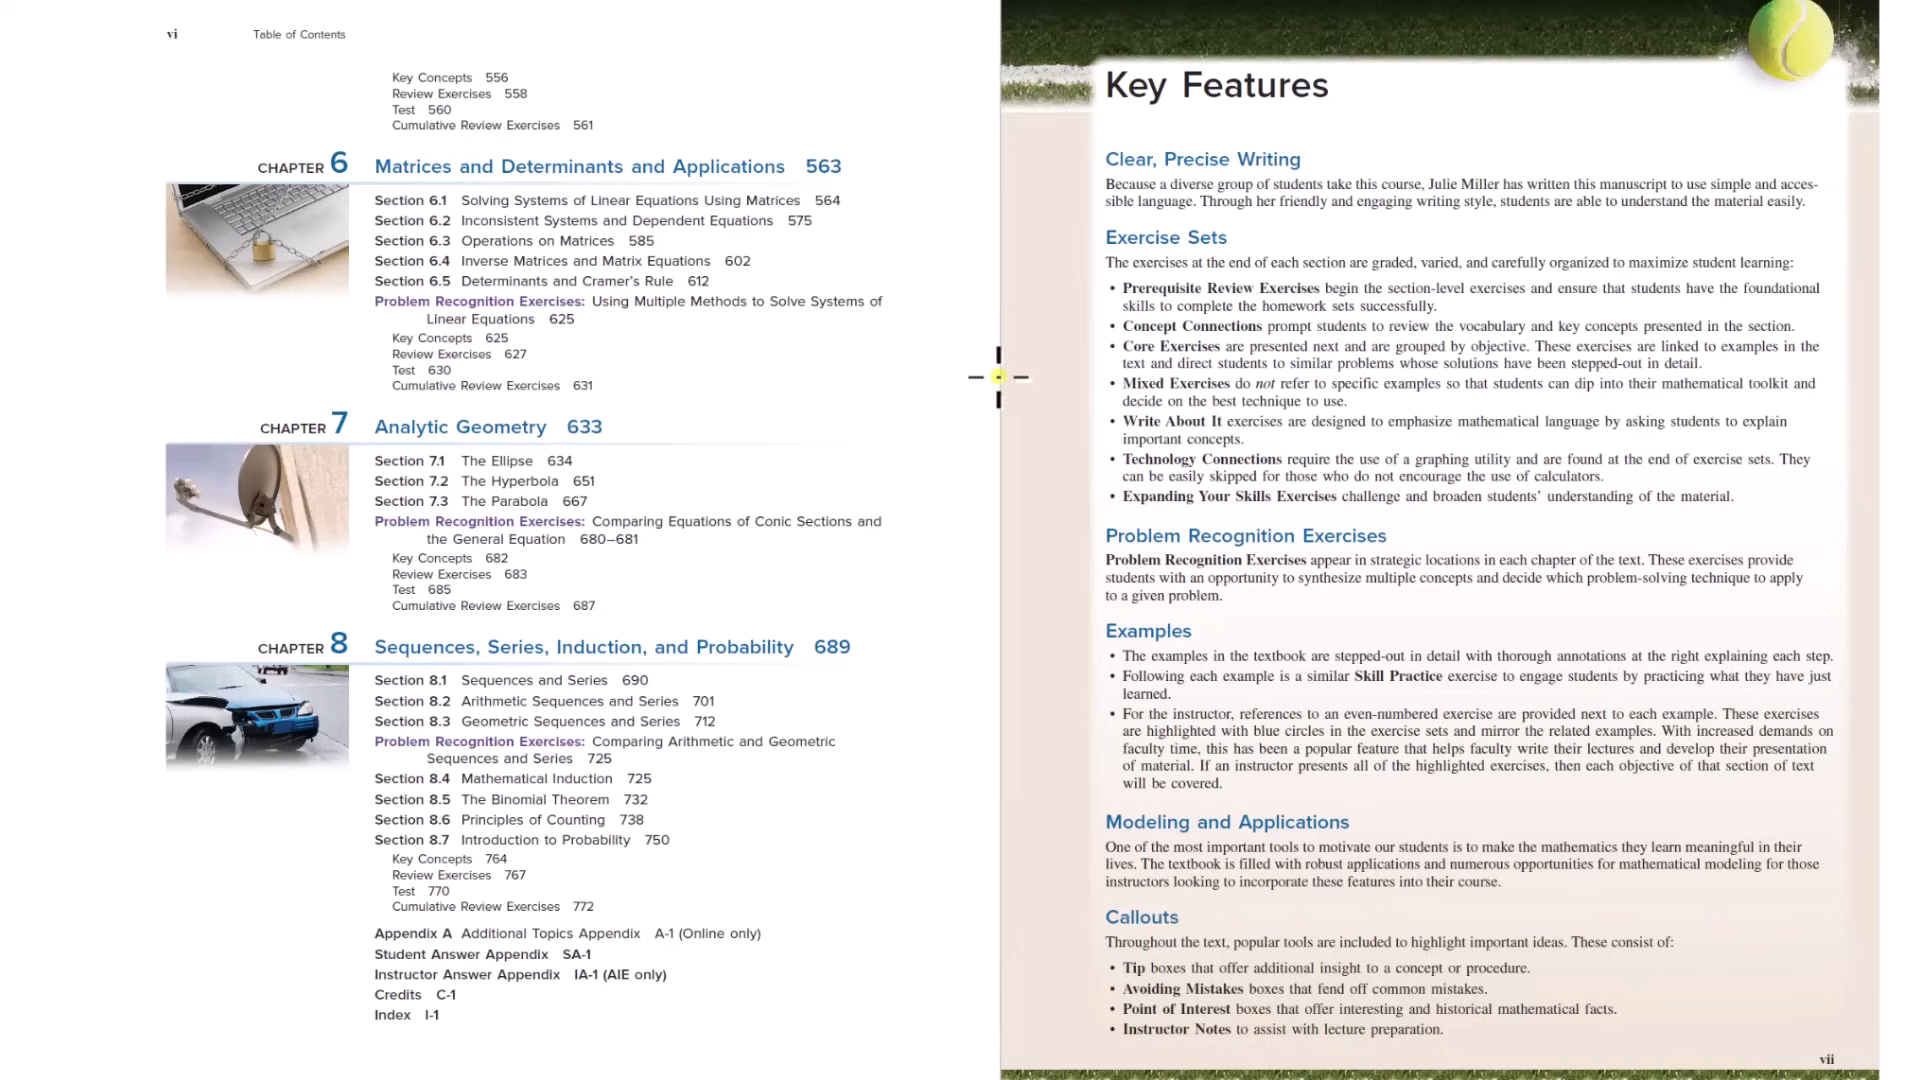 vi Table of Contents
Key Concepts 556
Review Exercises 558
Test 560
Cumulative Review Exercises 561
CHAPTER 6 Matrices and Determinants and Applications 563
Section 6.1 Solving Systems of Linear Equations Using Matrices 564
Section 6.2 Inconsistent Systems and Dependent Equations 575
Section 6.3 Operations on Matrices 585
Section 6.4 Inverse Matrices and Matrix Equations 602
Section 6.5 Determinants and Cramer's Rule 612
Problem Recognition Exercises: Using Multiple Methods to Solve Systems of
Linear Equations 625
Key Concepts 625
Review Exercises 627
Test 630
Cumulative Review Exercises 631
CHAPTER 7 Analytic Geometry 633
Section 7.1 The Ellipse 634
Section 7.2 The Hyperbola 651
Section 7.3 The Parabola 667
Problem Recognition Exercises: Comparing Equations of Conic Sections and
the General Equation 680–681
Key Concepts 682
Review Exercises 683
Test 685
Cumulative Review Exercises 687
CHAPTER 8 Sequences, Series, Induction, and Probability 689
Section 8.1 Sequences and Series 690
Section 8.2 Arithmetic Sequences and Series 701
Section 8.3 Geometric Sequences and Series 712
Problem Recognition Exercises: Comparing Arithmetic and Geometric
Sequences and Series 725
Section 8.4 Mathematical Induction 725
Section 8.5 The Binomial Theorem 732
Section 8.6 Principles of Counting 738
Section 8.7 Introduction to Probability 750
Key Concepts 764
Review Exercises 767
Test 770
Cumulative Review Exercises 772
Appendix A Additional Topics Appendix A-1 (Online only)
Student Answer Appendix SA-1
Instructor Answer Appendix IA-1 (AIE only)
Credits C-1
Index I-1
Key Features
Clear, Precise Writing
Because a diverse group of students take this course, Julie Miller has written this manuscript to use simple and acces-
sible language. Through her friendly and engaging writing style, students are able to understand the material easily.
Exercise Sets
The exercises at the end of each section are graded, varied, and carefully organized to maximize student learning:
• Prerequisite Review Exercises begin the section-level exercises and ensure that students have the foundational
skills to complete the homework sets successfully.
• Concept Connections prompt students to review the vocabulary and key concepts presented in the section.
• Core Exercises are presented next and are grouped by objective. These exercises are linked to examples in the
text and direct students to similar problems whose solutions have been stepped-out in detail.
• Mixed Exercises do not refer to specific examples so that students can dip into their mathematical toolkit and
decide on the best technique to use.
• Write About It exercises are designed to emphasize mathematical language by asking students to explain
important concepts.
• Technology Connections require the use of a graphing utility and are found at the end of exercise sets. They
can be easily skipped for those who do not encourage the use of calculators.
• Expanding Your Skills Exercises challenge and broaden students' understanding of the material.
Problem Recognition Exercises
Problem Recognition Exercises appear in strategic locations in each chapter of the text. These exercises provide
students with an opportunity to synthesize multiple concepts and decide which problem-solving technique to apply
to a given problem.
Examples
• The examples in the textbook are stepped-out in detail with thorough annotations at the right explaining each step.
• Following each example is a similar Skill Practice exercise to engage students by practicing what they have just
learned.
• For the instructor, references to an even-numbered exercise are provided next to each example. These exercises
are highlighted with blue circles in the exercise sets and mirror the related examples. With increased demands on
faculty time, this has been a popular feature that helps faculty write their lectures and develop their presentation
of material. If an instructor presents all of the highlighted exercises, then each objective of that section of text
will be covered.
Modeling and Applications
One of the most important tools to motivate our students is to make the mathematics they learn meaningful in their
lives. The textbook is filled with robust applications and numerous opportunities for mathematical modeling for those
instructors looking to incorporate these features into their course.
Callouts
Throughout the text, popular tools are included to highlight important ideas. These consist of:
• Tip boxes that offer additional insight to a concept or procedure.
• Avoiding Mistakes boxes that fend off common mistakes.
• Point of Interest boxes that offer interesting and historical mathematical facts.
• Instructor Notes to assist with lecture preparation.
vii